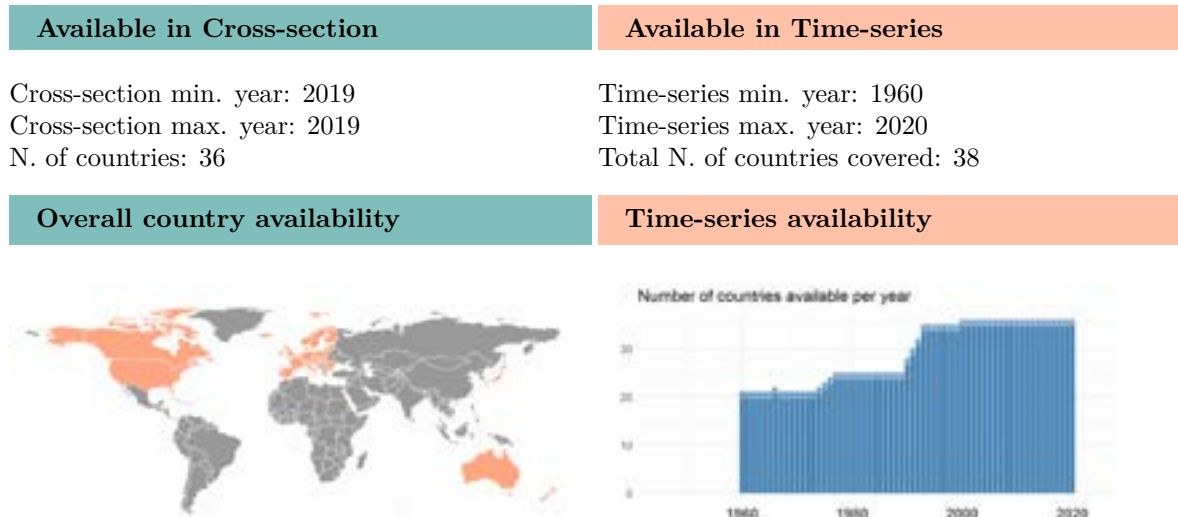 Available in Cross-section
Available in Time-series
Cross-section min. year: 2019
Cross-section max. year: 2019
N. of countries: 36
Time-series min. year: 1960
Time-series max. year: 2020
Total N. of countries covered: 38
Overall country availability
Time-series availability
Number of countries available per year
30
20
10
0
1960 1980 2000 2020